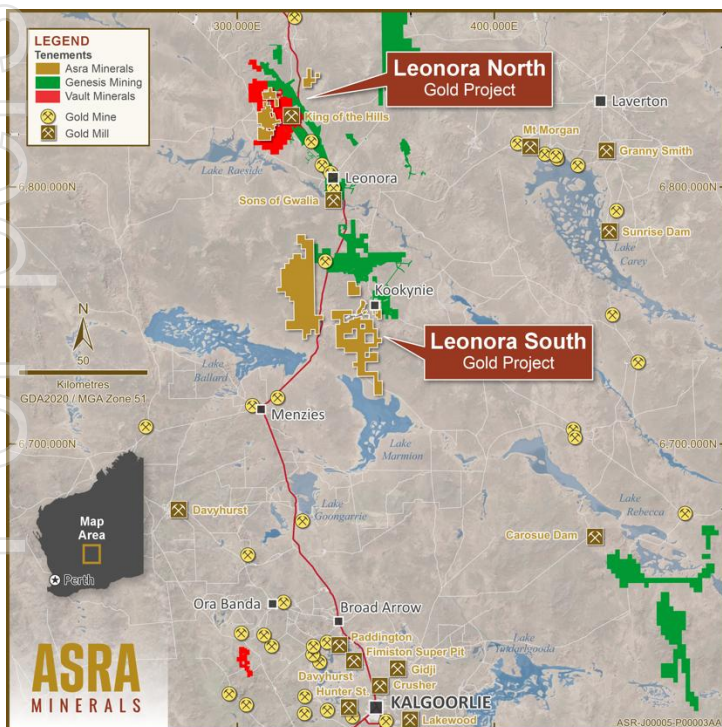 300,000E
400,000E
LEGEND
Tenements
Asra Minerals
Genesis Mining
Vault Minerals
Gold Mine
Gold Mill
Leonora North
Gold Project
King of the Hills
Laverton
Mt Morgan
Granny Smith
Lake Raeside
Leonora
6,800,000N
6,800,000N
Sons of Gwalia
Sunrise Dam
Lake
Carey
N
50
Kilometres
GDA2020 / MGA Zone 51
Kookynie
Leonora South
Gold Project
Lake
Ballard
Menzies
Lake
Marmion
6,700,000N
6,700,000N
Map
Area
Perth
Davyhurst
Lake
Goongarrie
Lake
Rebecca
Carosue Dam
Ora Banda
Broad Arrow
Paddington
Fimiston Super Pit
Gidji
Davyhurst
Crusher
Hunter St
KALGOORLIE
Lakewood
Lake
Yindarlgooda
ASRA
MINERALS
ASR-J00005-P00003AA